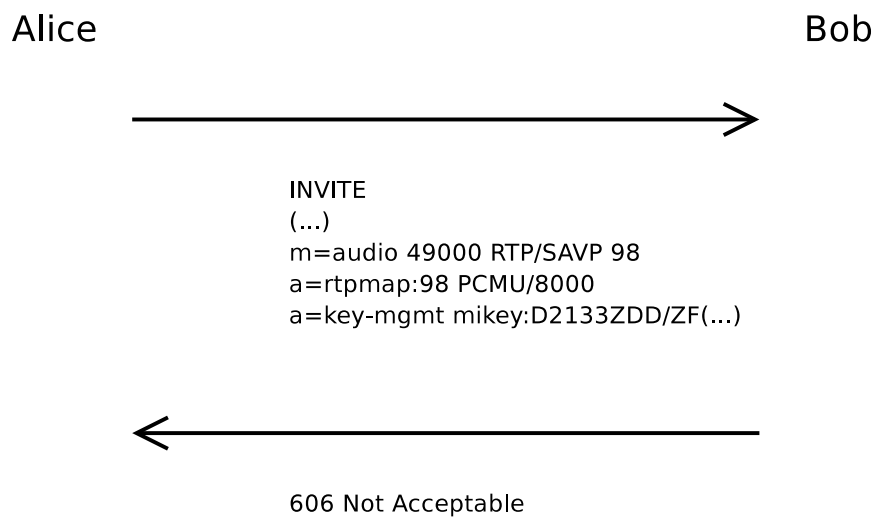 Alice
Bob
INVITE
(...)
m=audio 49000 RTP/SAVP 98
a=rtpmap:98 PCMU/8000
a=key-mgmt mikey:D2133ZDD/ZF(...)
606 Not Acceptable